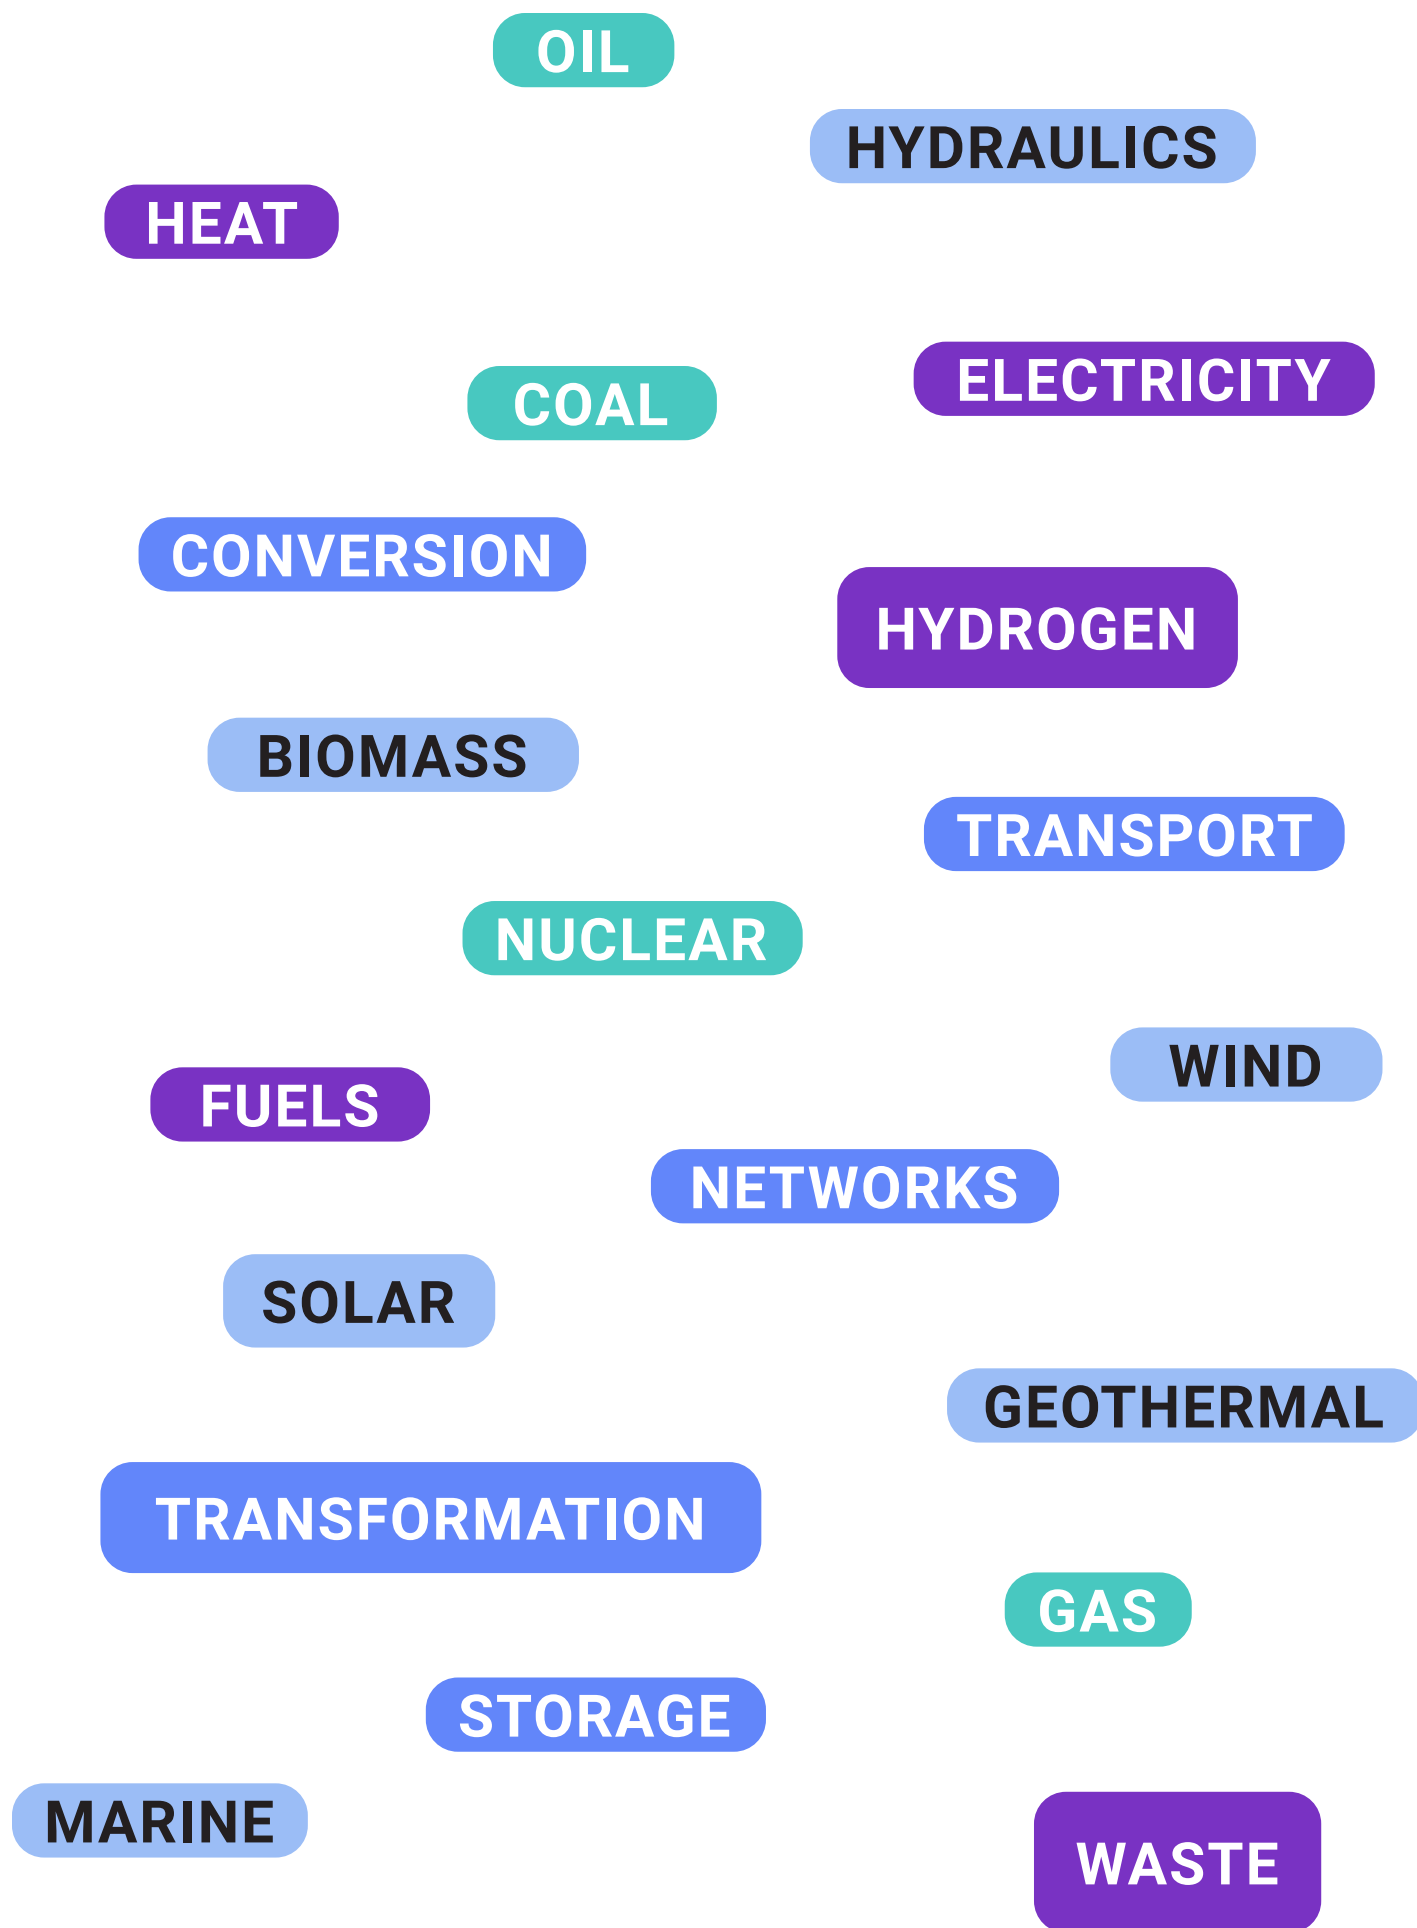 OIL
HYDRAULICS
HEAT
ELECTRICITY
COAL
CONVERSION
HYDROGEN
BIOMASS
TRANSPORT
NUCLEAR
WIND
FUELS
NETWORKS
SOLAR
GEOTHERMAL
TRANSFORMATION
GAS
STORAGE
MARINE
WASTE